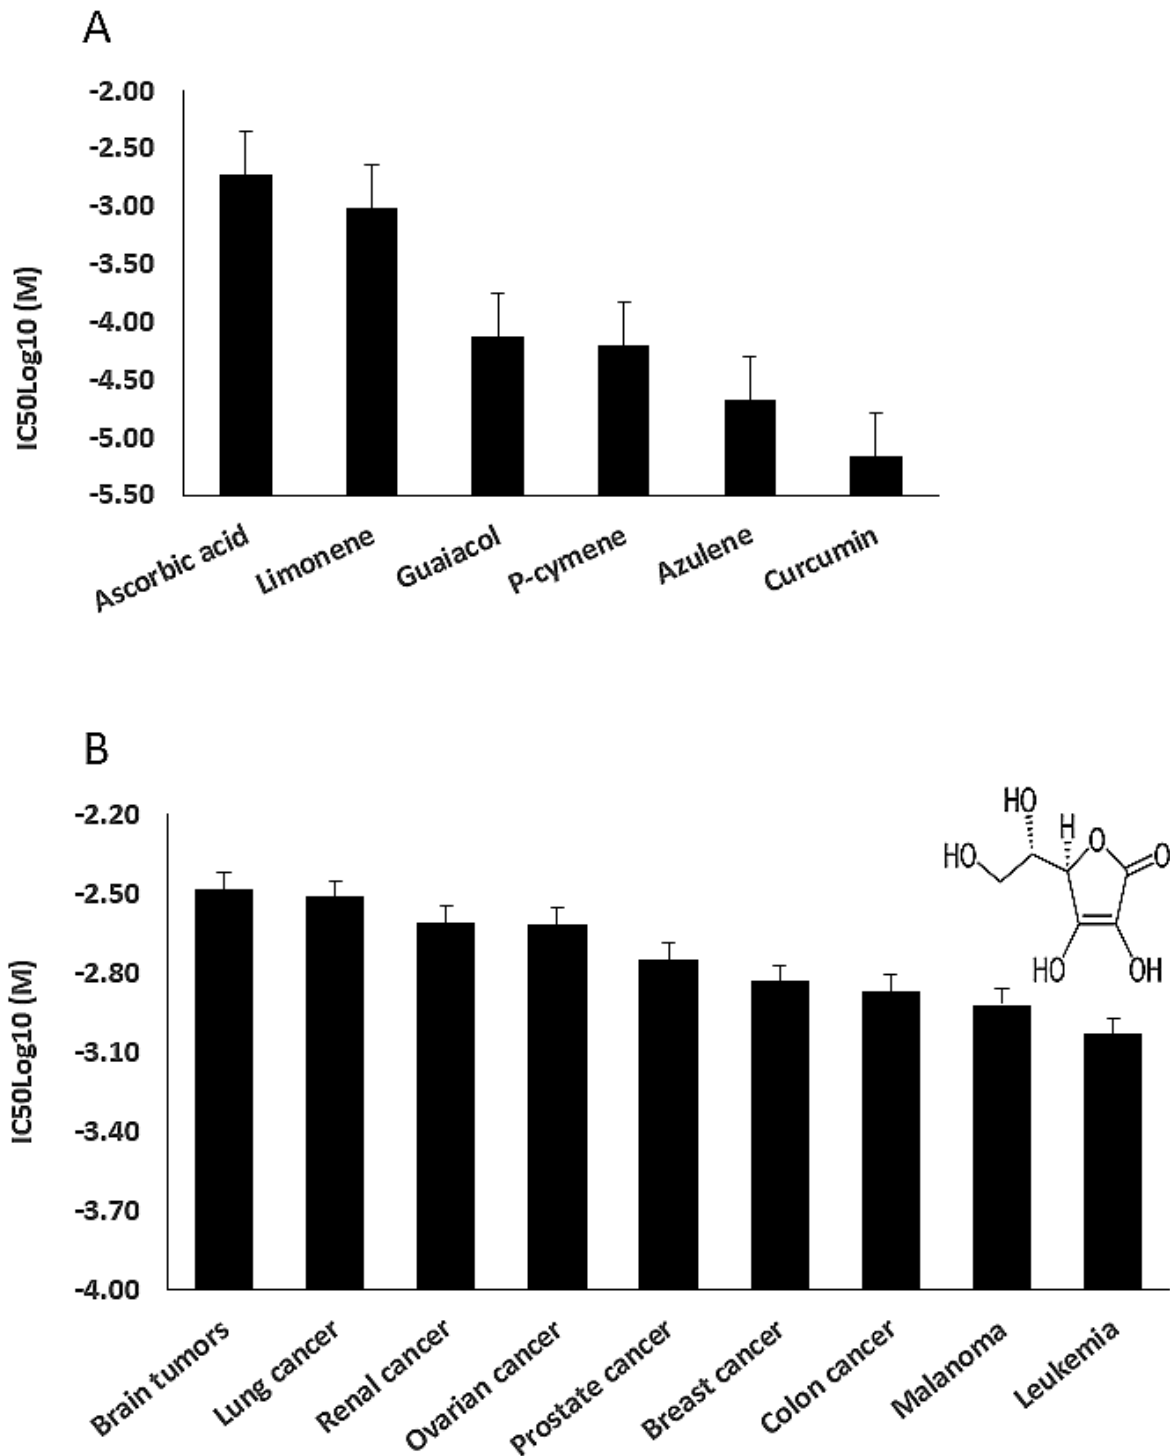 A
-2.00
-2.50
-3.00
-3.50
-4.00
-4.50
-5.00
-5.50
IC50Log10 (M)
Ascorbic acid
Limonene
Guaiacol
P-cymene
Azulene
Curcumin
B
-2.20
-2.50
-2.80
-3.10
-3.40
-3.70
-4.00
IC50Log10 (M)
HO
H
O
HO
O
HO
OH
Brain tumors
Lung cancer
Renal cancer
Ovarian cancer
Prostate cancer
Breast cancer
Colon cancer
Malanoma
Leukemia